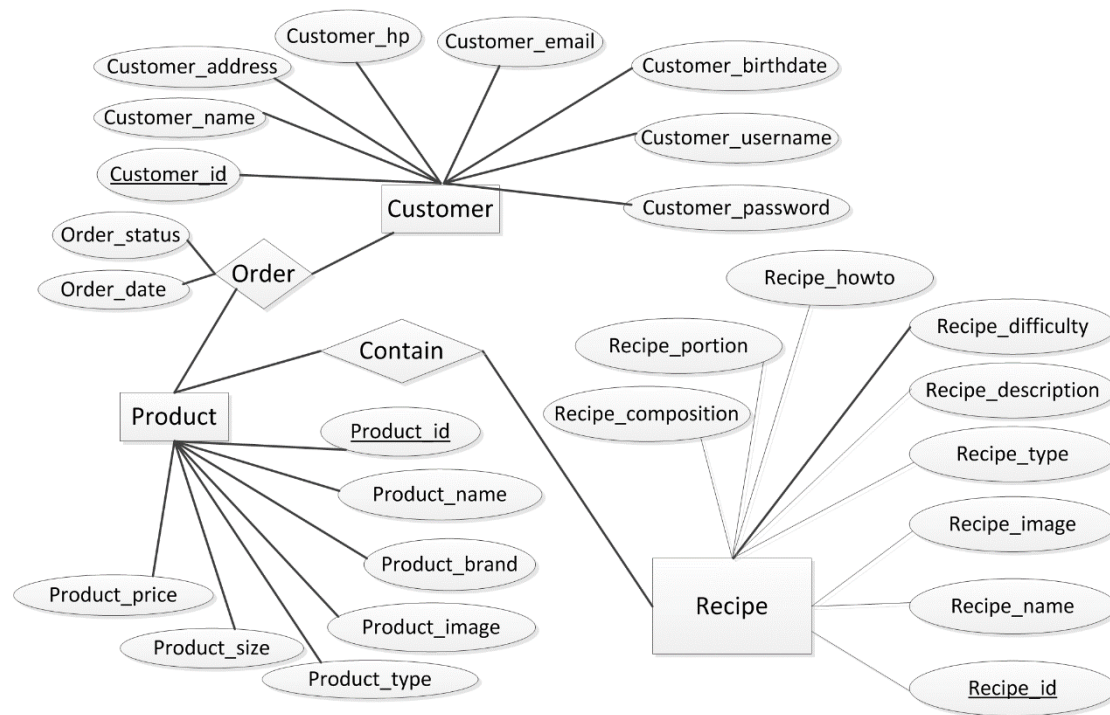 Customer_hp
Customer_email
Customer_address
Customer_birthdate
Customer_name
Customer_username
Customer_id
Customer_password
Customer
Order_status
Order
Order_date
Recipe_howto
Recipe_difficulty
Contain
Recipe_portion
Recipe_description
Recipe_composition
Product
Product_id
Recipe_type
Product_name
Recipe_image
Product_brand
Product_price
Recipe
Recipe_name
Product_image
Product_size
Product_type
Recipe_id